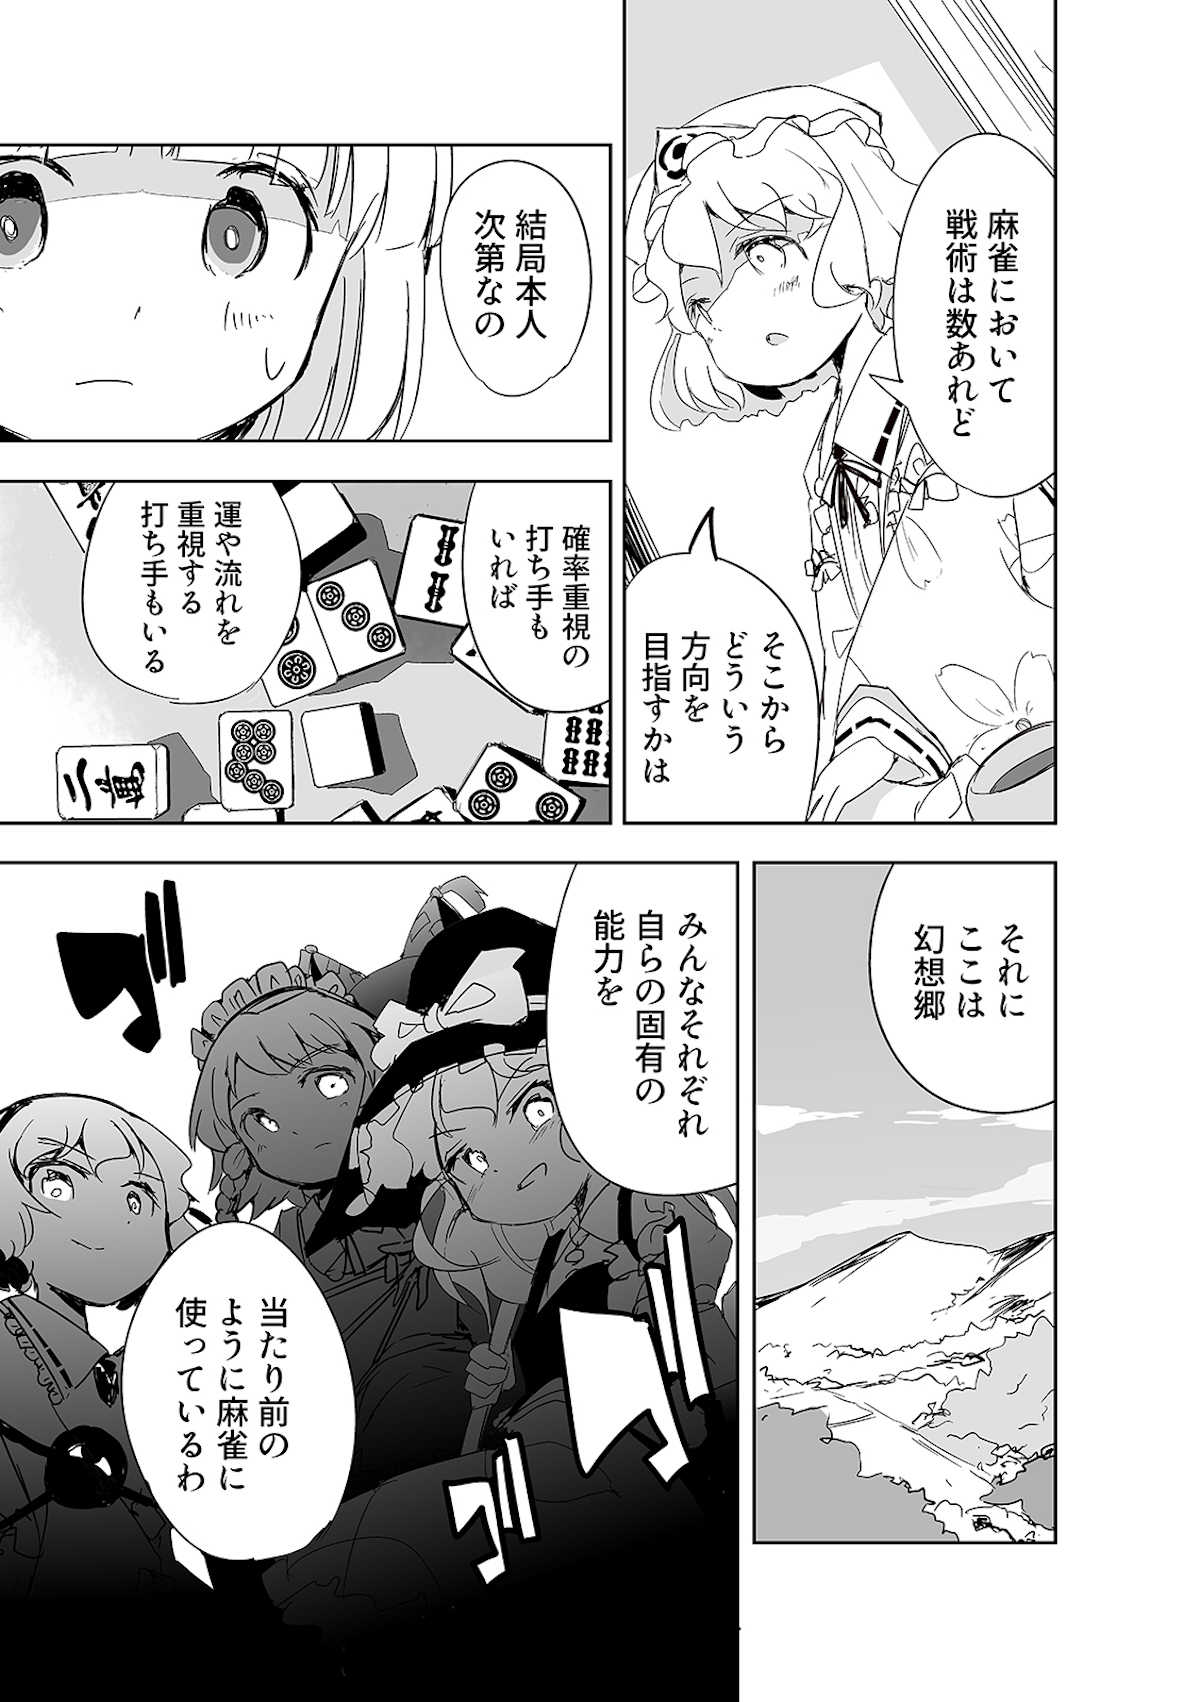 麻雀において
戦術は数あれど
そこから
どういう
方向を
目指すかは
結局本人
次第なの
確率重視の
打ち手も
いれば
運や流れを
重視する
打ち手もいる
それに
ここは
幻想郷
みんなそれぞれ
自らの固有の
能力を
当たり前の
ように麻雀に
使っているわ